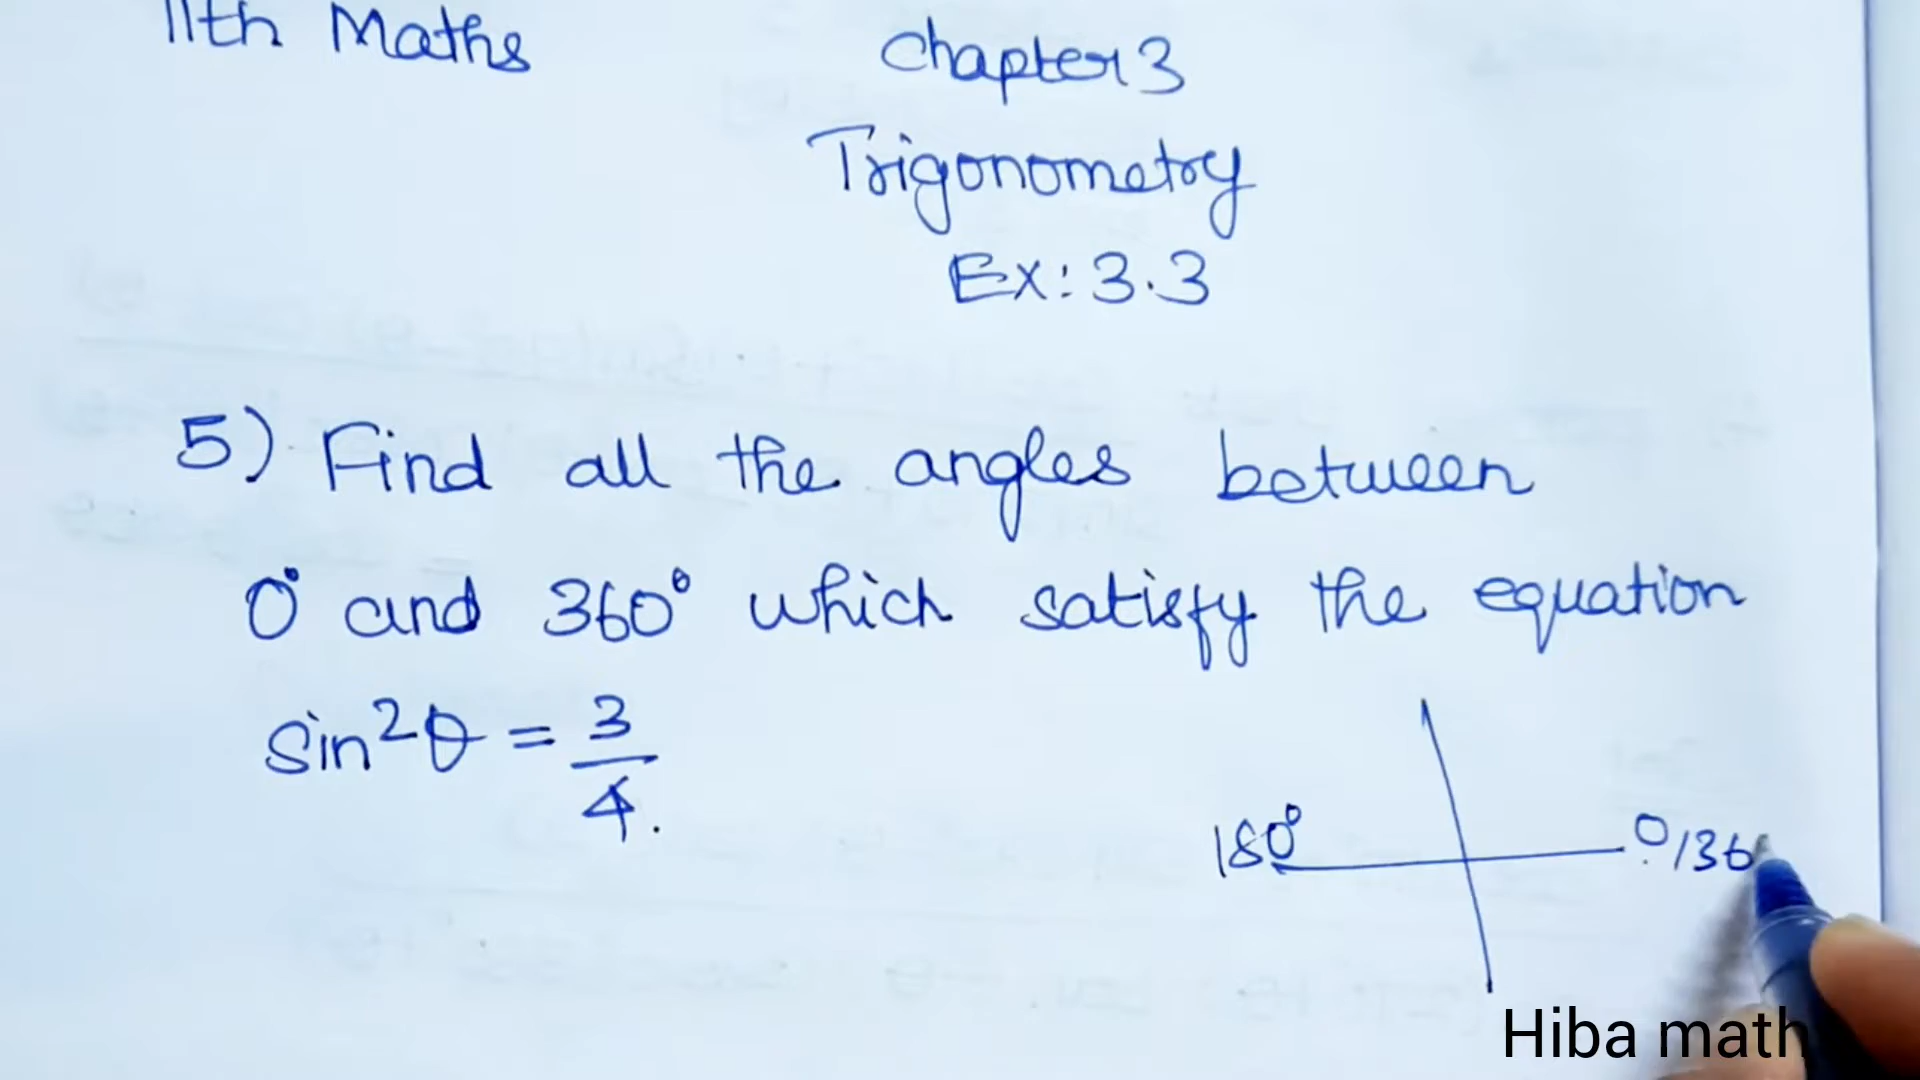 11th Maths
Chapter 3
Trigonometry
Ex: 3.3
5) Find all the angles between
0° and 360° which satisfy the equation
sin²θ = 3/4.
180°
0/36
Hiba math